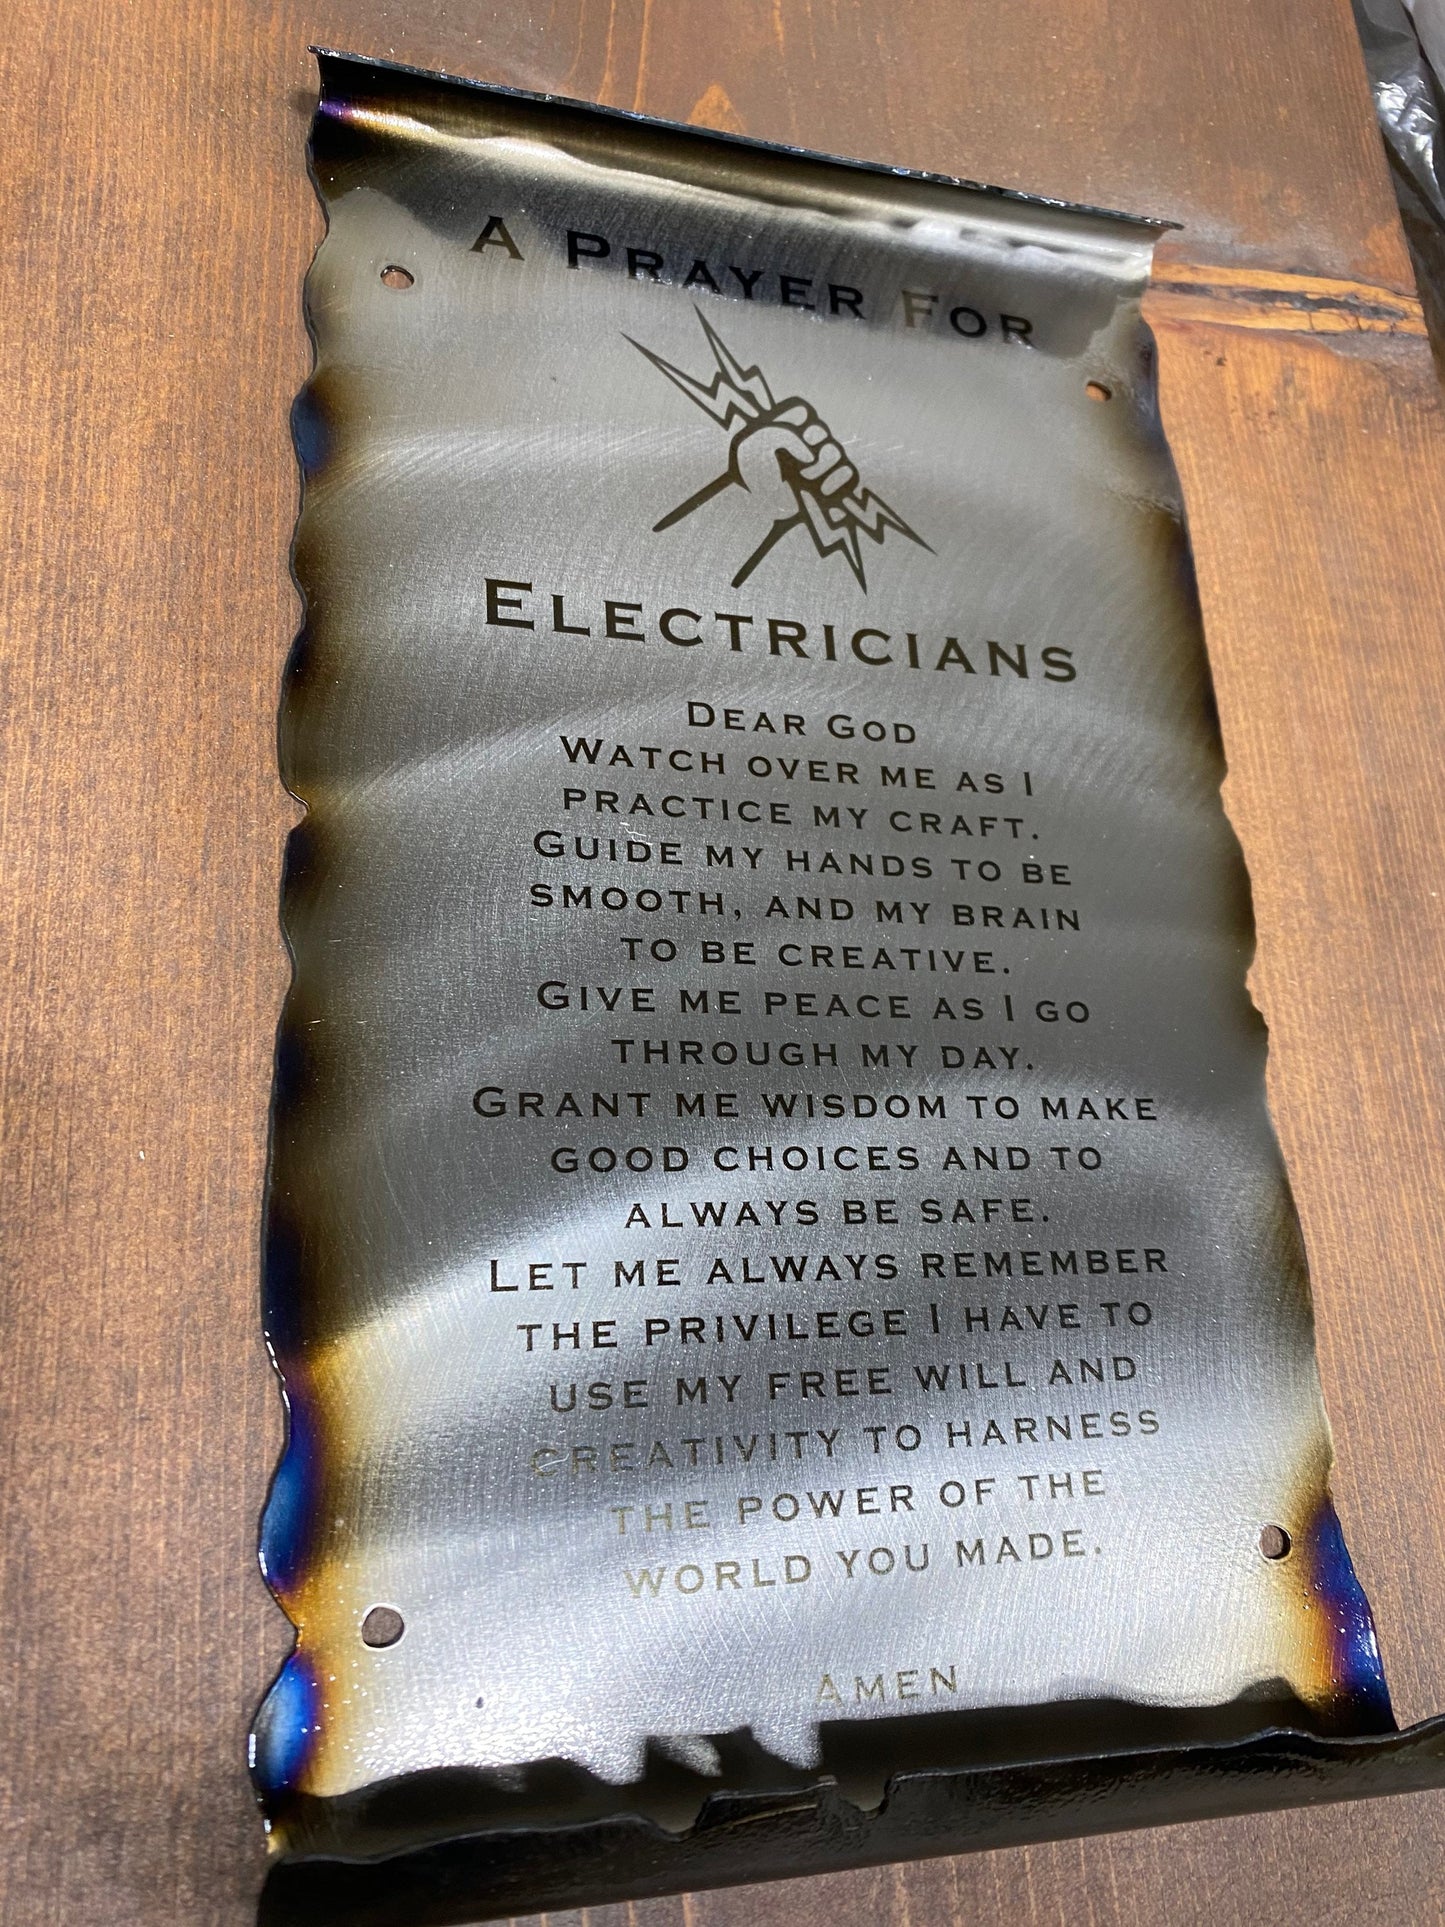 A Prayer For
Electricians
Dear God
Watch over me as I
practice my craft.
Guide my hands to be
smooth, and my brain
to be creative.
Give me peace as I go
through my day.
Grant me wisdom to make
good choices and to
always be safe.
Let me always remember
the privilege I have to
use my free will and
creativity to harness
the power of the
world you made.
Amen